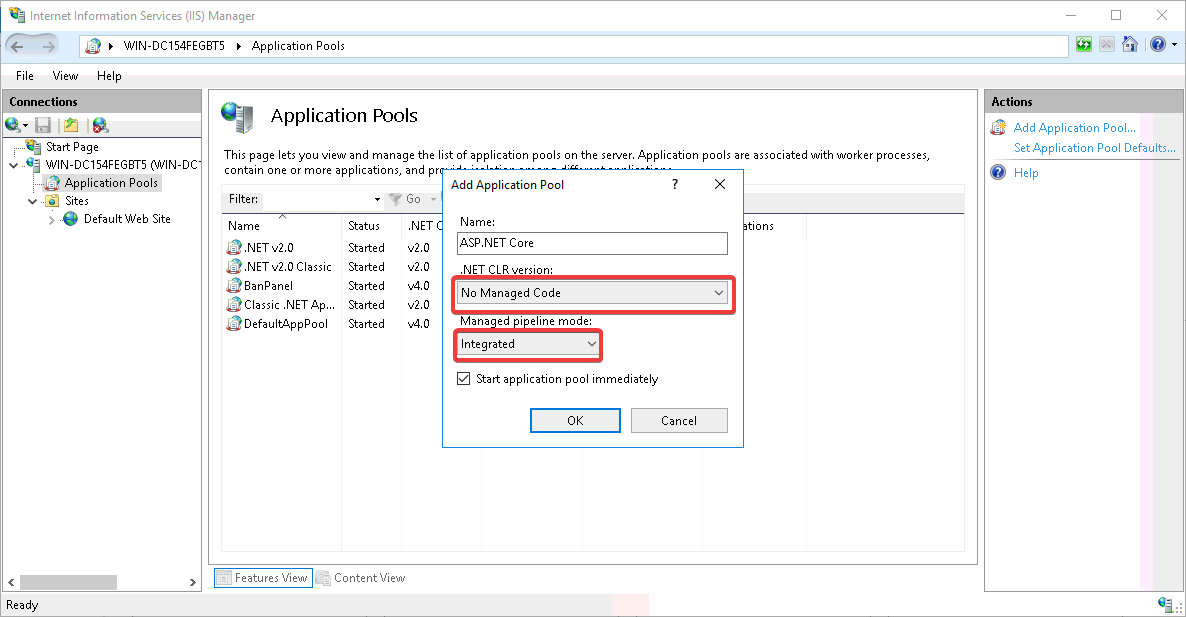 Internet Information Services (IIS) Manager
WIN-DC154FEGBT5 Application Pools
File View Help
Connections
Start Page
WIN-DC154FEGBT5 (WIN-DC1
Application Pools
Sites
Default Web Site
Application Pools
This page lets you view and manage the list of application pools on the server. Application pools are associated with worker processes,
contain one or more applications, and provide isolation among different applications.
Filter: Go
Name Status .NET C ations
.NET v2.0 Started v2.0
.NET v2.0 Classic Started v2.0
BanPanel Started v4.0
Classic .NET Ap... Started v2.0
DefaultAppPool Started v4.0
Add Application Pool ?
Name:
ASP.NET Core
.NET CLR version:
No Managed Code
Managed pipeline mode:
Integrated
Start application pool immediately
OK Cancel
Actions
Add Application Pool...
Set Application Pool Defaults...
Help
Features View Content View
Ready